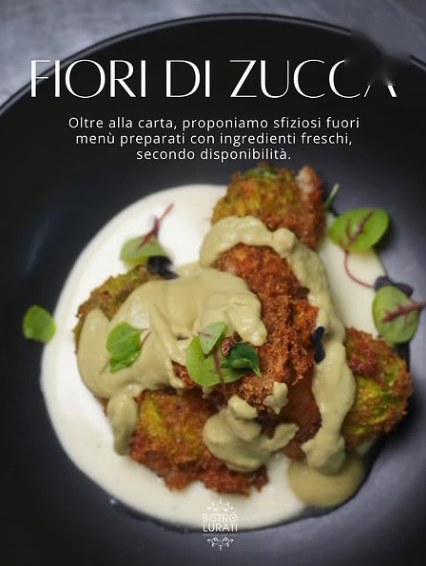 FIORI DI ZUCCA
Oltre alla carta, proponiamo sfiziosi fuori
menù preparati con ingredienti freschi,
secondo disponibilità.
BISTRÒ
LURATI